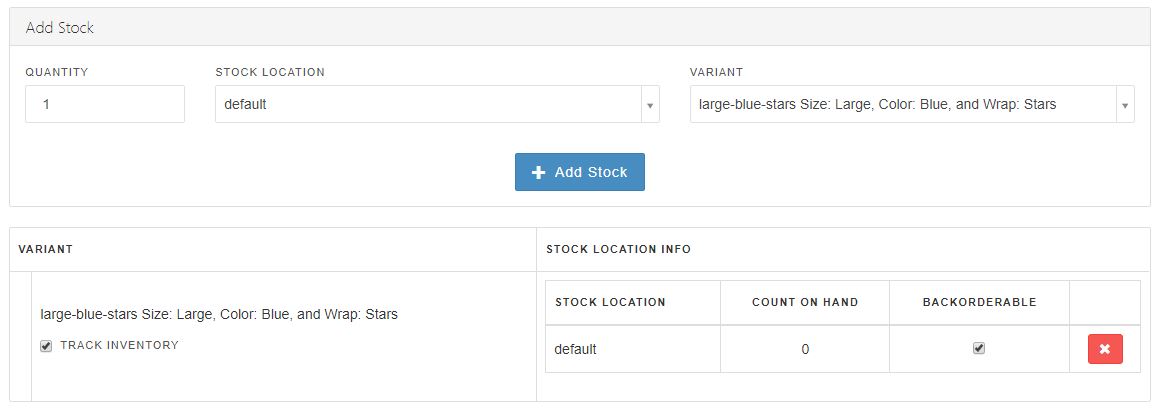 Add Stock
QUANTITY STOCK LOCATION VARIANT
1 default large-blue-stars Size: Large, Color: Blue, and Wrap: Stars
Add Stock
VARIANT STOCK LOCATION INFO
STOCK LOCATION COUNT ON HAND BACKORDERABLE
large-blue-stars Size: Large, Color: Blue, and Wrap: Stars
TRACK INVENTORY
default 0